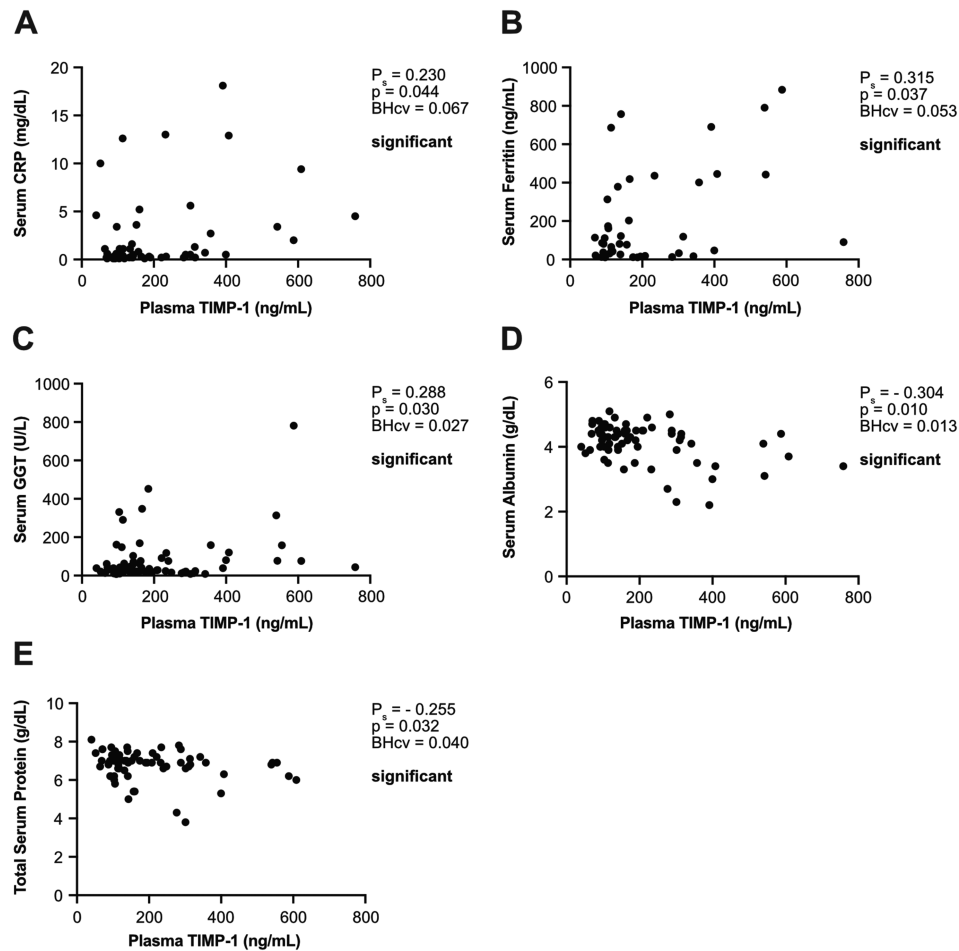 A
20
15
10
5
0
0 200 400 600 800
Serum CRP (mg/dL)
Plasma TIMP-1 (ng/mL)
Ps = 0.230
p = 0.044
BHcv = 0.067
significant
B
1000
800
600
400
200
0
0 200 400 600 800
Serum Ferritin (ng/mL)
Plasma TIMP-1 (ng/mL)
Ps = 0.315
p = 0.037
BHcv = 0.053
significant
C
1000
800
600
400
200
0
0 200 400 600 800
Serum GGT (U/L)
Plasma TIMP-1 (ng/mL)
Ps = 0.288
p = 0.030
BHcv = 0.027
significant
D
6
4
2
0
0 200 400 600 800
Serum Albumin (g/dL)
Plasma TIMP-1 (ng/mL)
Ps = - 0.304
p = 0.010
BHcv = 0.013
significant
E
10
8
6
4
2
0
0 200 400 600 800
Total Serum Protein (g/dL)
Plasma TIMP-1 (ng/mL)
Ps = - 0.255
p = 0.032
BHcv = 0.040
significant